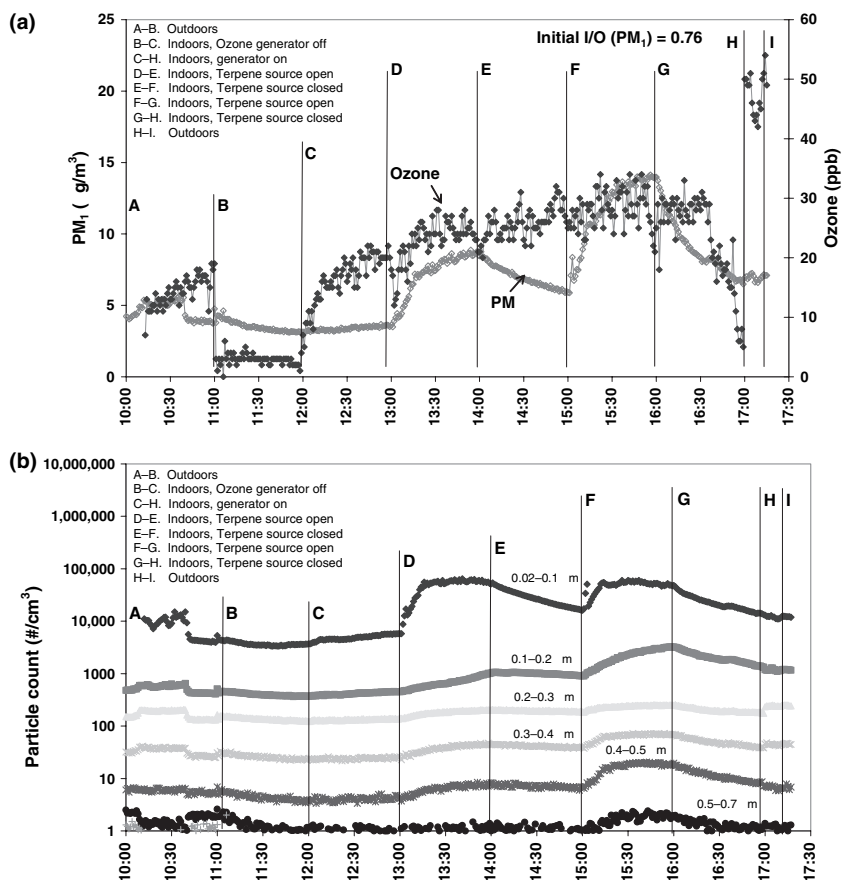 (a)
25
20
15
10
5
0
PM1 ( g/m3)
60
50
40
30
20
10
0
Ozone (ppb)
A–B. Outdoors
B–C. Indoors, Ozone generator off
C–H. Indoors, generator on
D–E. Indoors, Terpene source open
E–F. Indoors, Terpene source closed
F–G. Indoors, Terpene source open
G–H. Indoors, Terpene source closed
H–I. Outdoors
Initial I/O (PM1) = 0.76
A
B
C
D
E
F
G
H
I
Ozone
PM
10:00
10:30
11:00
11:30
12:00
12:30
13:00
13:30
14:00
14:30
15:00
15:30
16:00
16:30
17:00
17:30
(b)
10,000,000
1,000,000
100,000
10,000
1000
100
10
1
Particle count (#/cm3)
A–B. Outdoors
B–C. Indoors, Ozone generator off
C–H. Indoors, generator on
D–E. Indoors, Terpene source open
E–F. Indoors, Terpene source closed
F–G. Indoors, Terpene source open
G–H. Indoors, Terpene source closed
H–I. Outdoors
A
B
C
D
E
F
G
H
I
0.02–0.1 m
0.1–0.2 m
0.2–0.3 m
0.3–0.4 m
0.4–0.5 m
0.5–0.7 m
10:00
10:30
11:00
11:30
12:00
12:30
13:00
13:30
14:00
14:30
15:00
15:30
16:00
16:30
17:00
17:30